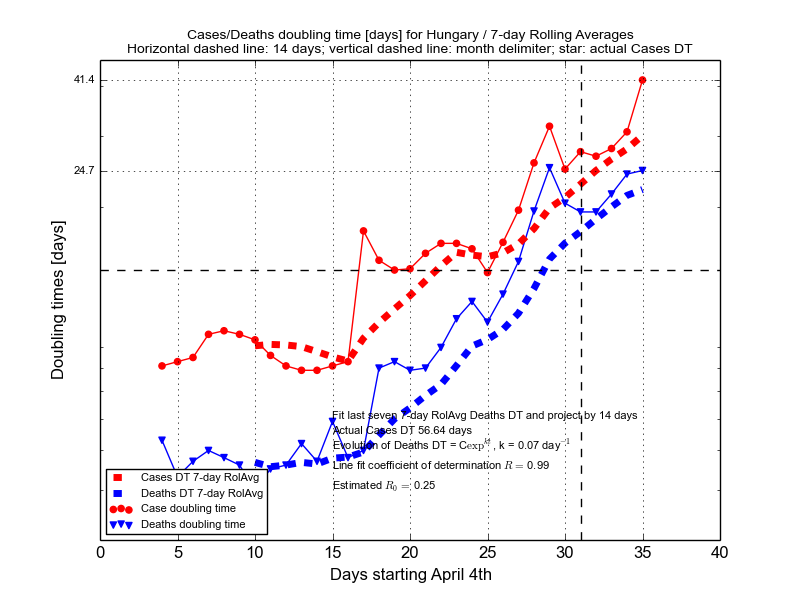 Cases/Deaths doubling time [days] for Hungary / 7-day Rolling Averages
Horizontal dashed line: 14 days; vertical dashed line: month delimiter; star: actual Cases DT
41.4
24.7
Doubling times [days]
Fit last seven 7-day RolAvg Deaths DT and project by 14 days
Actual Cases DT 56.64 days
Evolution of Deaths DT = C exp^{kt}, k = 0.07 day^{-1}
Line fit coefficient of determination R = 0.99
Estimated R_0 = 0.25
Cases DT 7-day RolAvg
Deaths DT 7-day RolAvg
Case doubling time
Deaths doubling time
0 5 10 15 20 25 30 35 40
Days starting April 4th